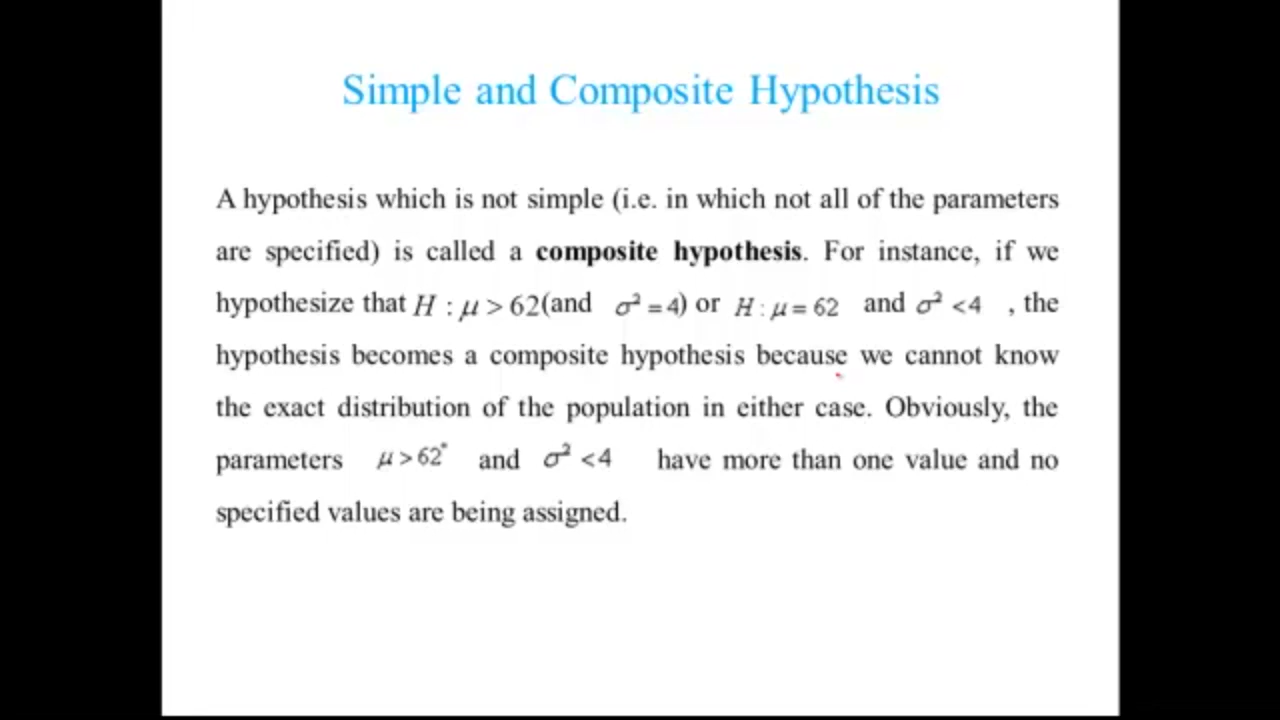 Simple and Composite Hypothesis
A hypothesis which is not simple (i.e. in which not all of the parameters
are specified) is called a composite hypothesis. For instance, if we
hypothesize that H : μ > 62(and σ² = 4) or H : μ = 62 and σ² <4 , the
hypothesis becomes a composite hypothesis because we cannot know
the exact distribution of the population in either case. Obviously, the
parameters μ > 62" and σ² <4 have more than one value and no
specified values are being assigned.